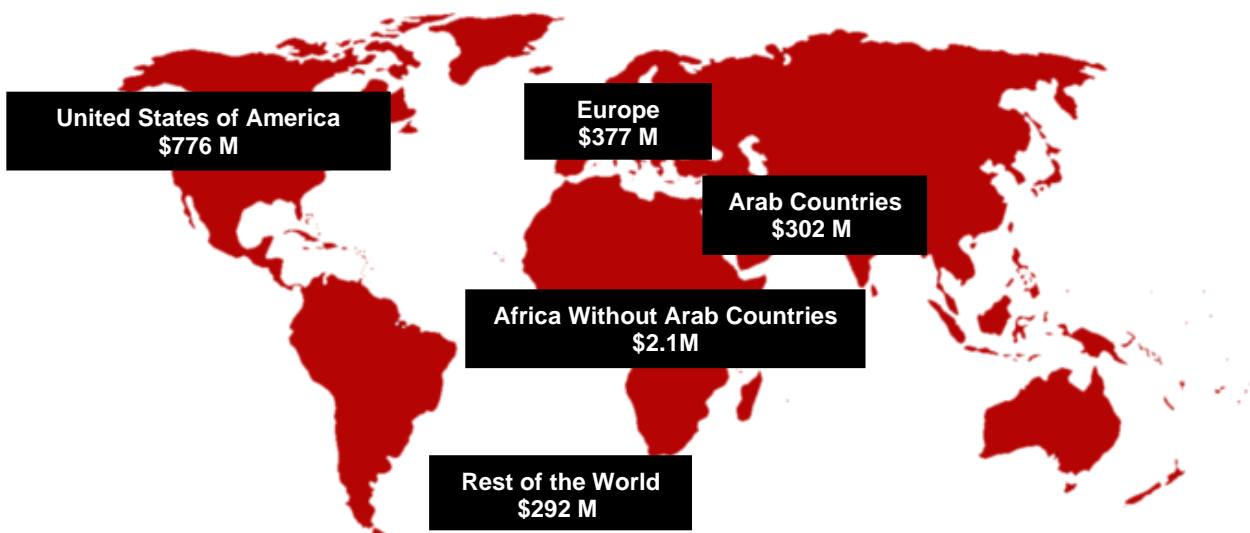 United States of America
$776 M
Europe
$377 M
Arab Countries
$302 M
Africa Without Arab Countries
$2.1M
Rest of the World
$292 M